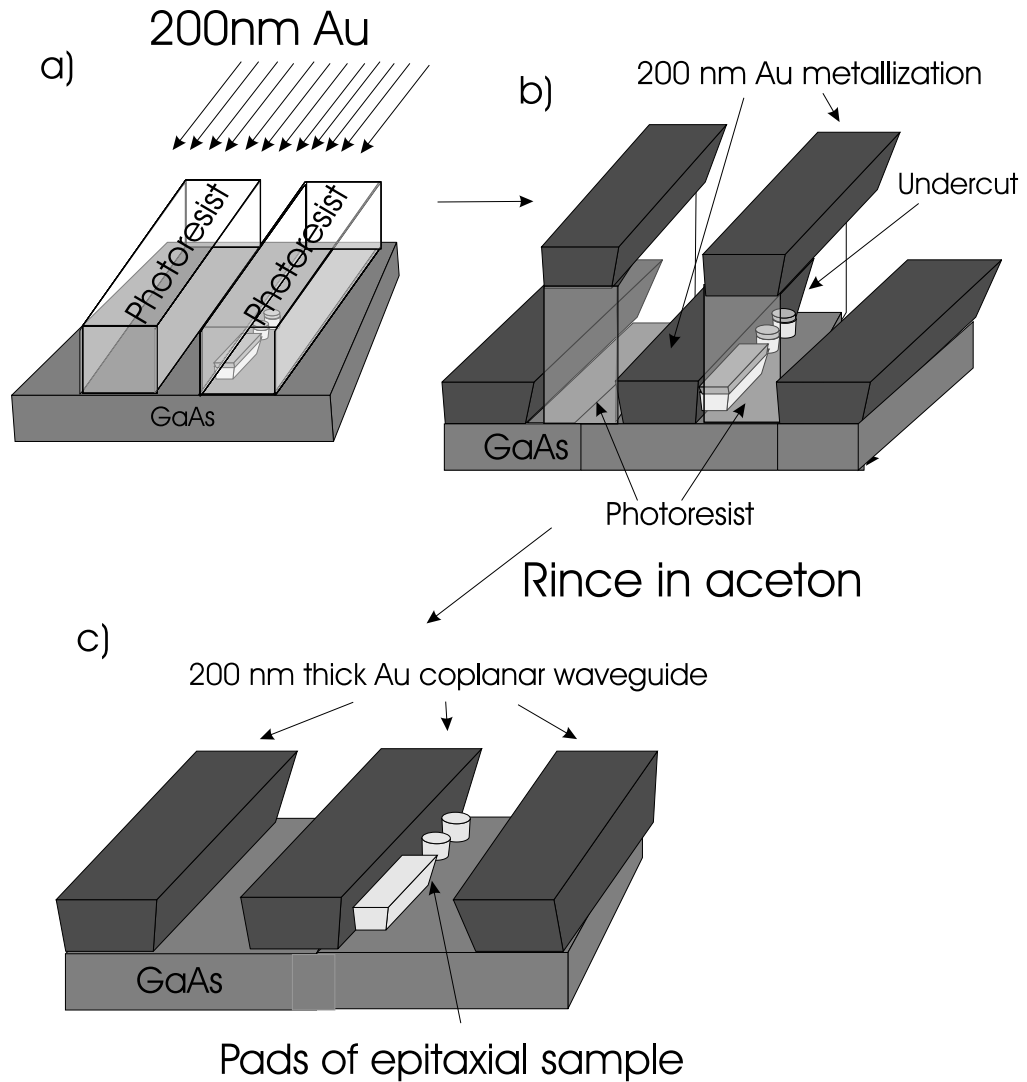 200nm Au
a)
Photoresist
Photoresist
GaAs
b)
200 nm Au metallization
Undercut
GaAs
Photoresist
Rince in aceton
c)
200 nm thick Au coplanar waveguide
GaAs
Pads of epitaxial sample